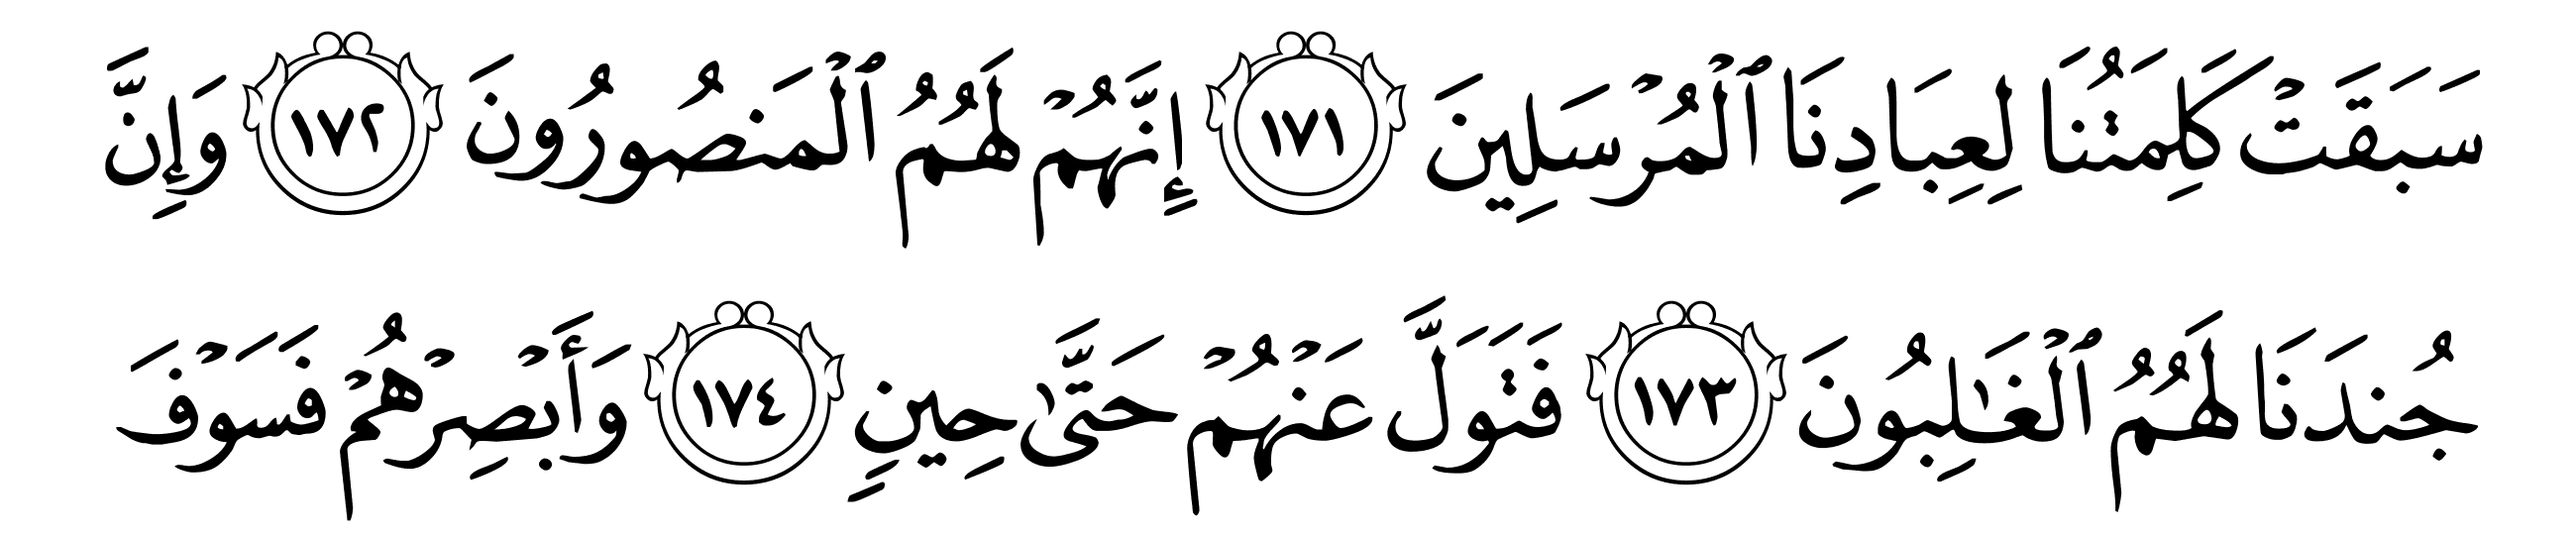 سَبَقَتۡ كَلِمَتُنَا لِعِبَادِنَا ٱلۡمُرۡسَلِينَ ١٧١ إِنَّهُمۡ لَهُمُ ٱلۡمَنصُورُونَ ١٧٢ وَإِنَّ
جُندَنَا لَهُمُ ٱلۡغَٰلِبُونَ ١٧٣ فَتَوَلَّ عَنۡهُمۡ حَتَّىٰ حِينٖ ١٧٤ وَأَبۡصِرۡهُمۡ فَسَوۡفَ